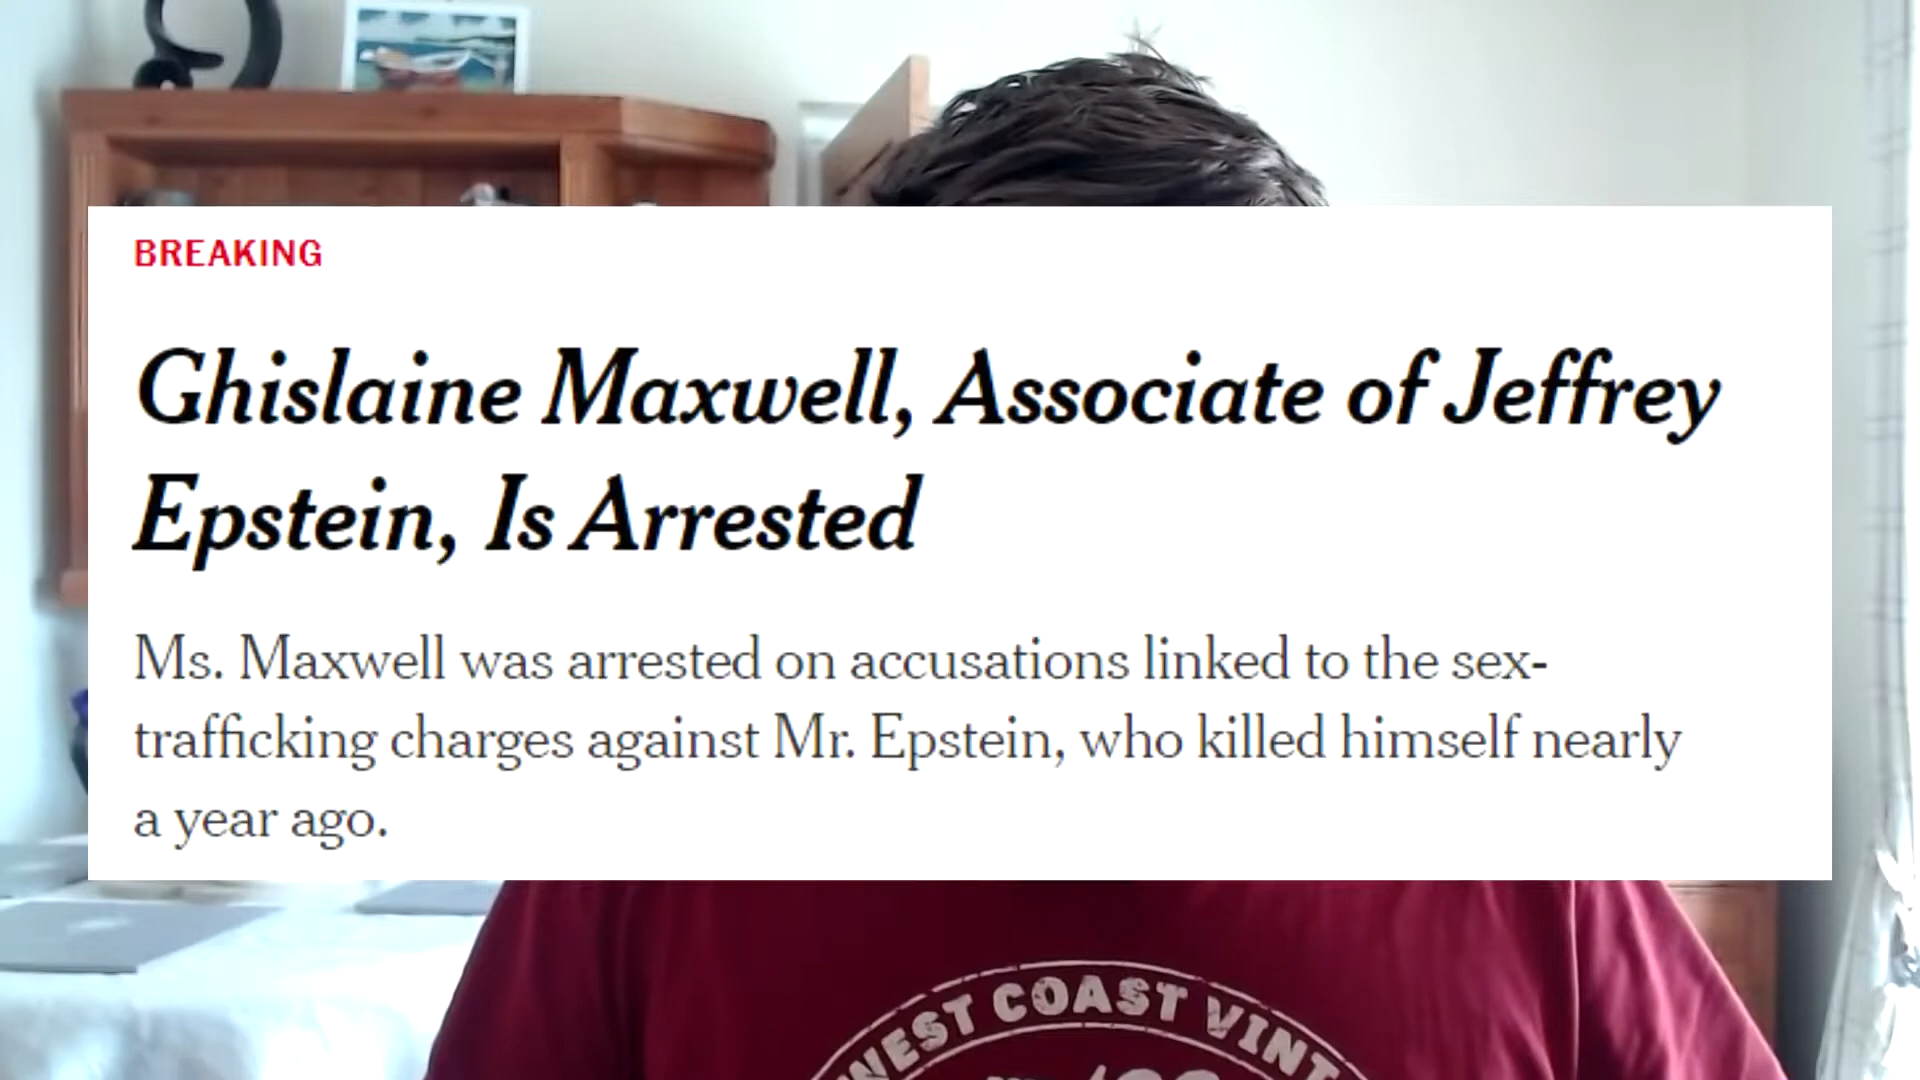 BREAKING
Ghislaine Maxwell, Associate of Jeffrey
Epstein, Is Arrested
Ms. Maxwell was arrested on accusations linked to the sex-
trafficking charges against Mr. Epstein, who killed himself nearly
a year ago.
WEST COAST VINT